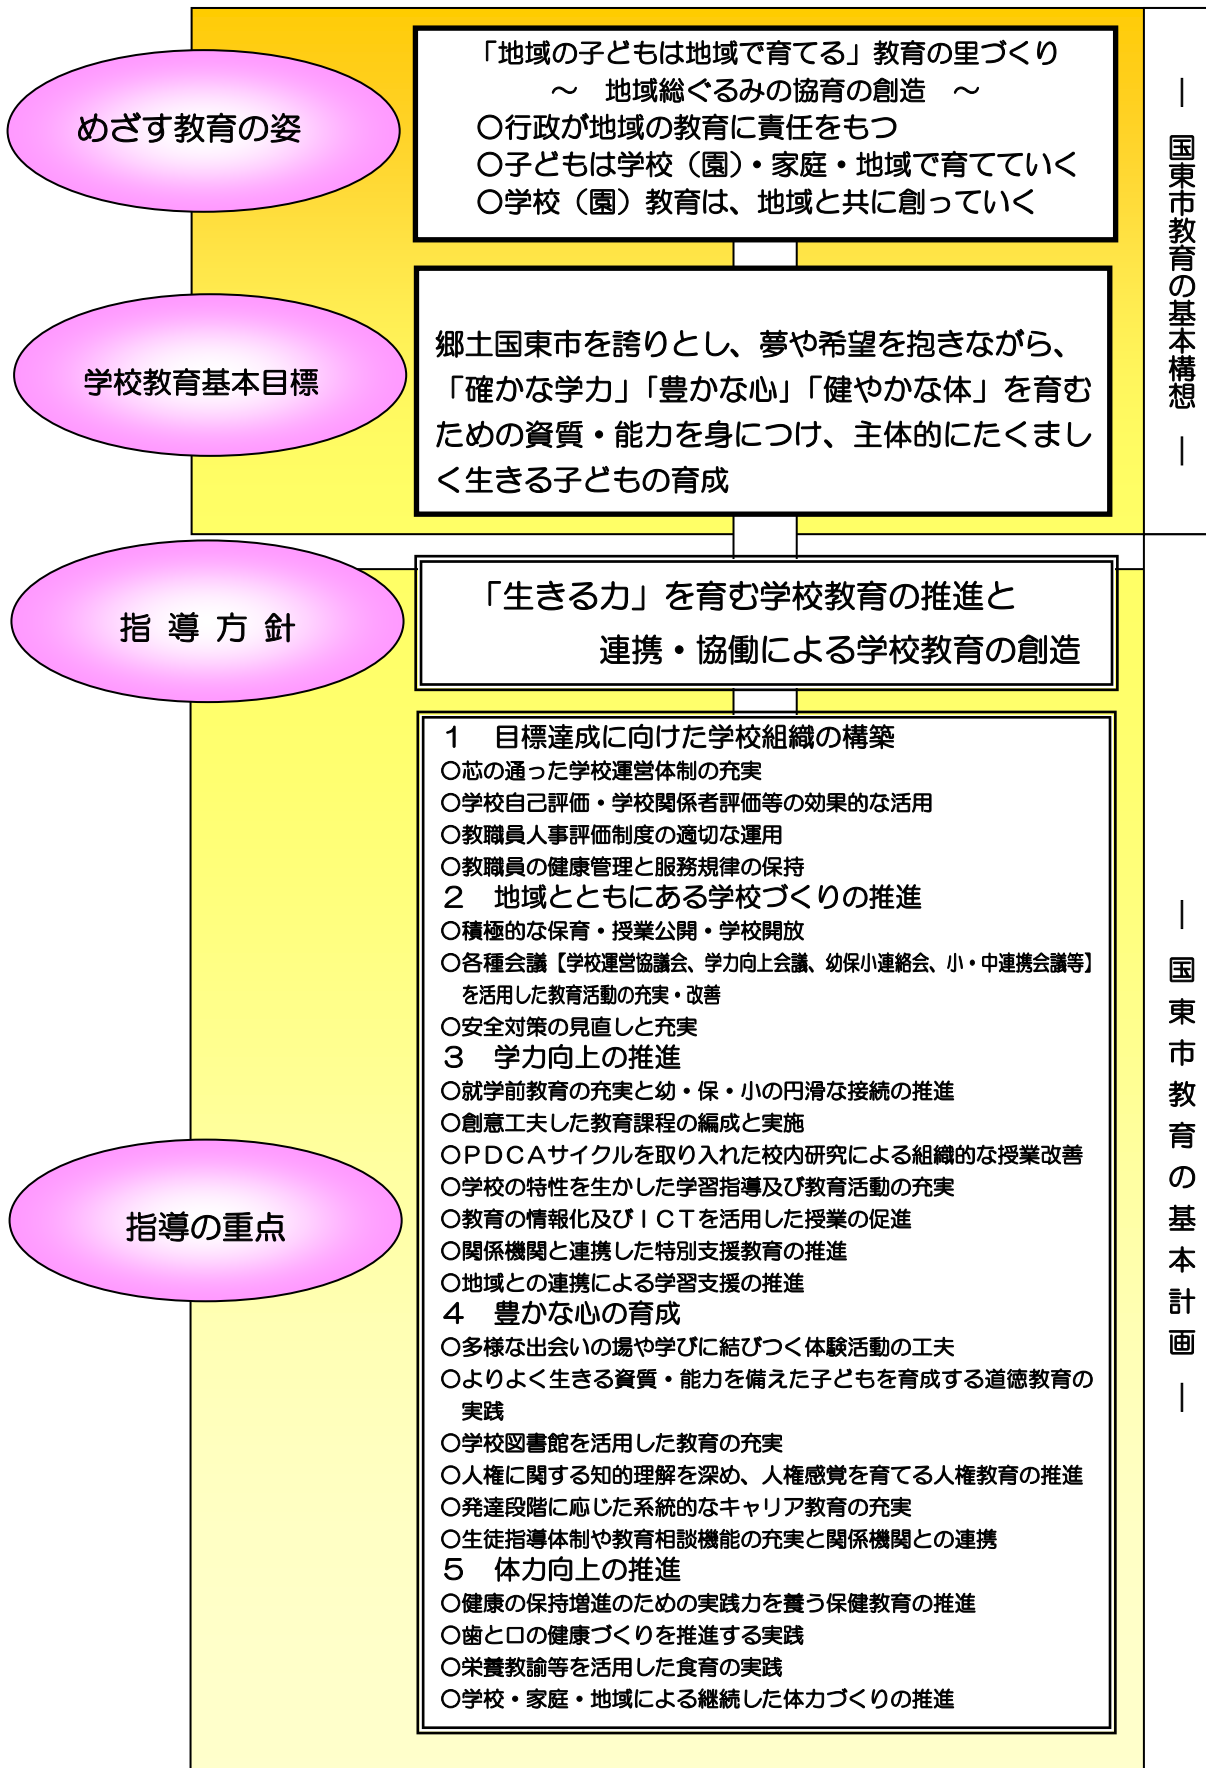 めざす教育の姿
「地域の子どもは地域で育てる」教育の里づくり
～　地域総ぐるみの協育の創造　～
○行政が地域の教育に責任をもつ
○子どもは学校（園）・家庭・地域で育てていく
○学校（園）教育は、地域と共に創っていく
学校教育基本目標
郷土国東市を誇りとし、夢や希望を抱きながら、
「確かな学力」「豊かな心」「健やかな体」を育む
ための資質・能力を身につけ、主体的にたくまし
く生きる子どもの育成
｜　国東市教育の基本構想　｜
指 導 方 針
「生きる力」を育む学校教育の推進と
連携・協働による学校教育の創造
指導の重点
１　目標達成に向けた学校組織の構築
○芯の通った学校運営体制の充実
○学校自己評価・学校関係者評価等の効果的な活用
○教職員人事評価制度の適切な運用
○教職員の健康管理と服務規律の保持
２　地域とともにある学校づくりの推進
○積極的な保育・授業公開・学校開放
○各種会議【学校運営協議会、学力向上会議、幼保小連絡会、小・中連携会議等】
を活用した教育活動の充実・改善
○安全対策の見直しと充実
３　学力向上の推進
○就学前教育の充実と幼・保・小の円滑な接続の推進
○創意工夫した教育課程の編成と実施
○ＰＤＣＡサイクルを取り入れた校内研究による組織的な授業改善
○学校の特性を生かした学習指導及び教育活動の充実
○教育の情報化及びＩＣＴを活用した授業の促進
○関係機関と連携した特別支援教育の推進
○地域との連携による学習支援の推進
４　豊かな心の育成
○多様な出会いの場や学びに結びつく体験活動の工夫
○よりよく生きる資質・能力を備えた子どもを育成する道徳教育の
実践
○学校図書館を活用した教育の充実
○人権に関する知的理解を深め、人権感覚を育てる人権教育の推進
○発達段階に応じた系統的なキャリア教育の充実
○生徒指導体制や教育相談機能の充実と関係機関との連携
５　体力向上の推進
○健康の保持増進のための実践力を養う保健教育の推進
○歯と口の健康づくりを推進する実践
○栄養教諭等を活用した食育の実践
○学校・家庭・地域による継続した体力づくりの推進
｜　国東市教育の基本計画　｜